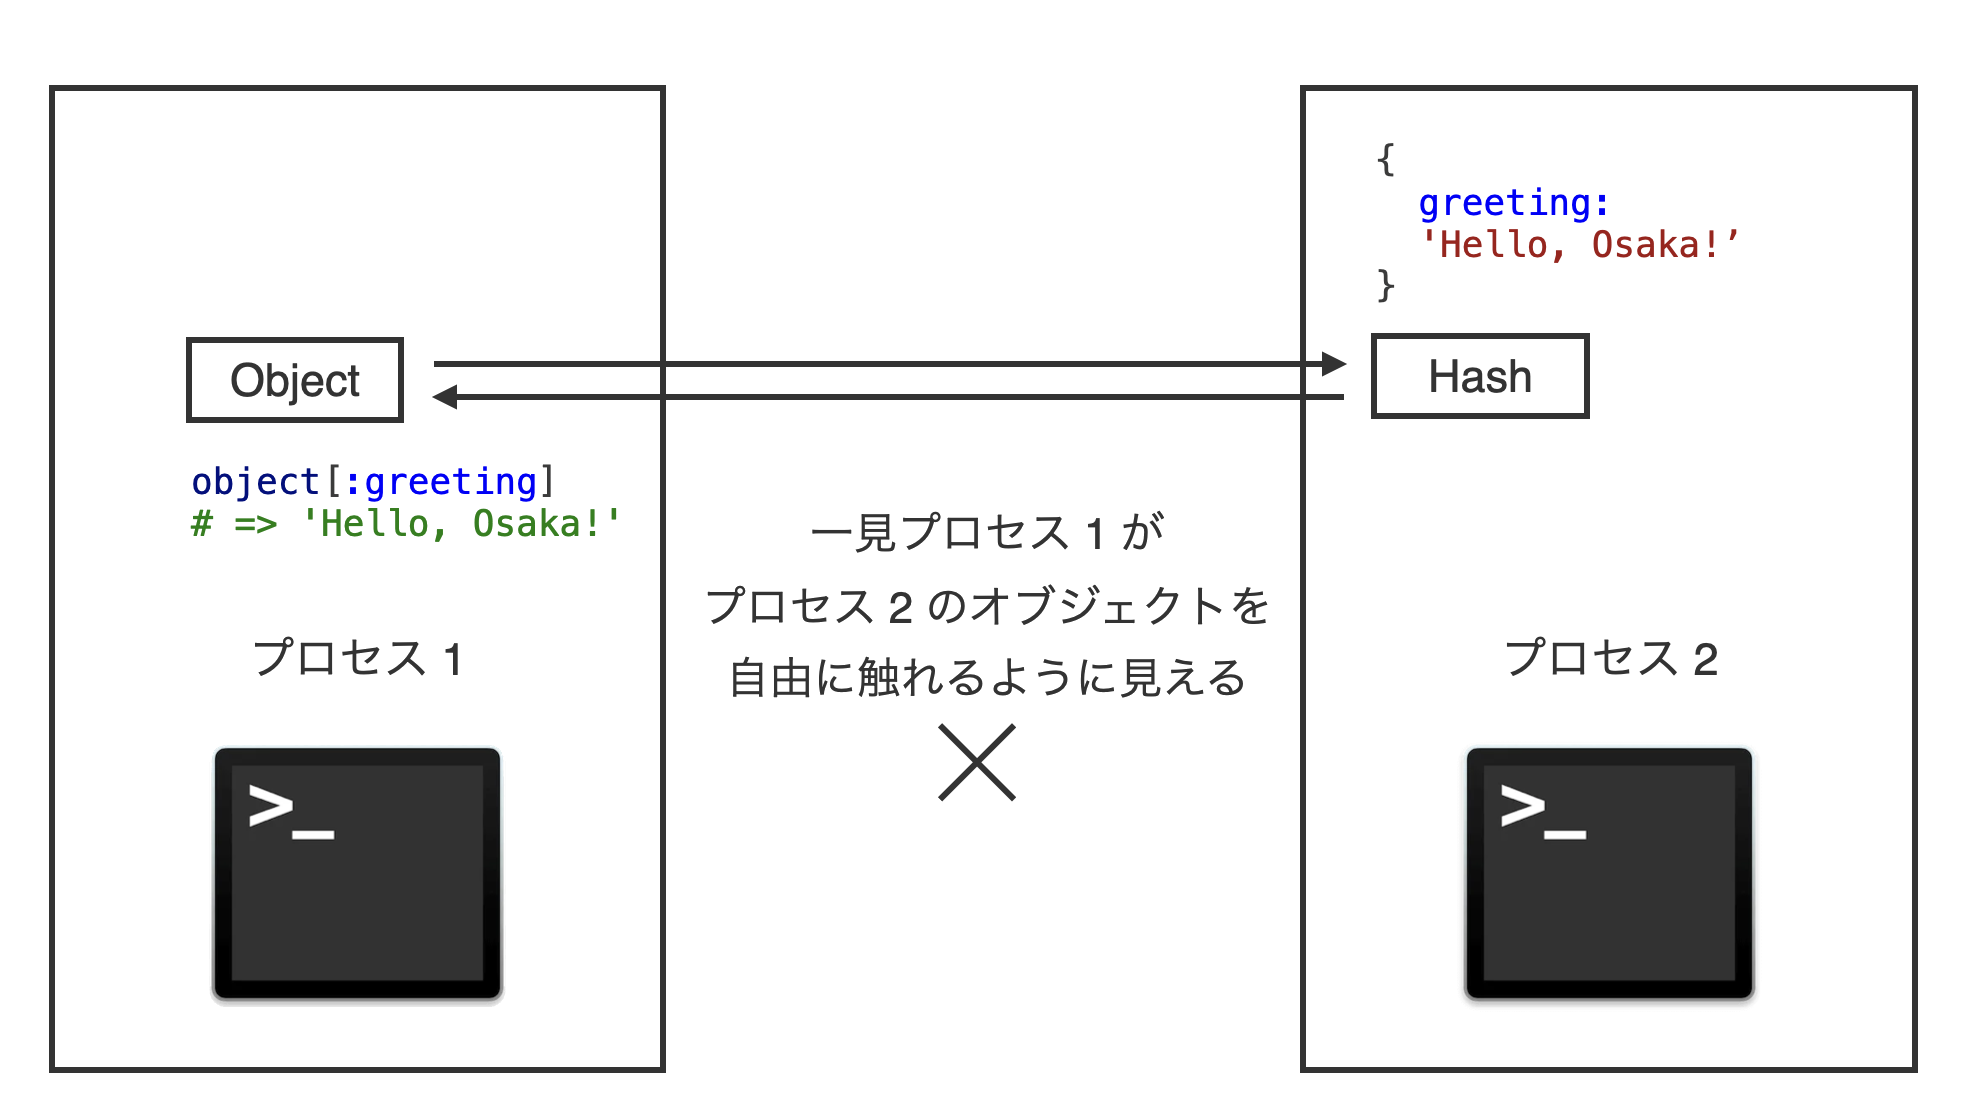 Object
object[:greeting]
# => 'Hello, Osaka!'
プロセス 1
>_
一見プロセス 1 が
プロセス 2 のオブジェクトを
自由に触れるように見える
{
greeting:
'Hello, Osaka!’
}
Hash
プロセス 2
>_